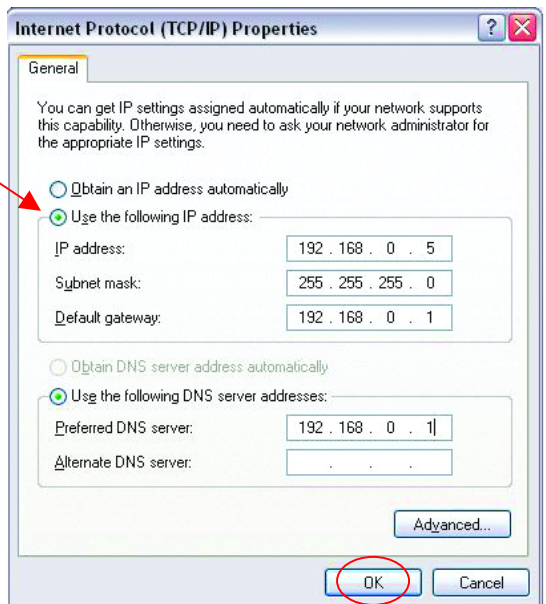 Internet Protocol (TCP/IP) Properties
General
You can get IP settings assigned automatically if your network supports
this capability. Otherwise, you need to ask your network administrator for
the appropriate IP settings.
Obtain an IP address automatically
Use the following IP address:
IP address: 192 . 168 . 0 . 5
Subnet mask: 255 . 255 . 255 . 0
Default gateway: 192 . 168 . 0 . 1
Obtain DNS server address automatically
Use the following DNS server addresses:
Preferred DNS server: 192 . 168 . 0 . 1
Alternate DNS server: . . .
Advanced...
OK Cancel